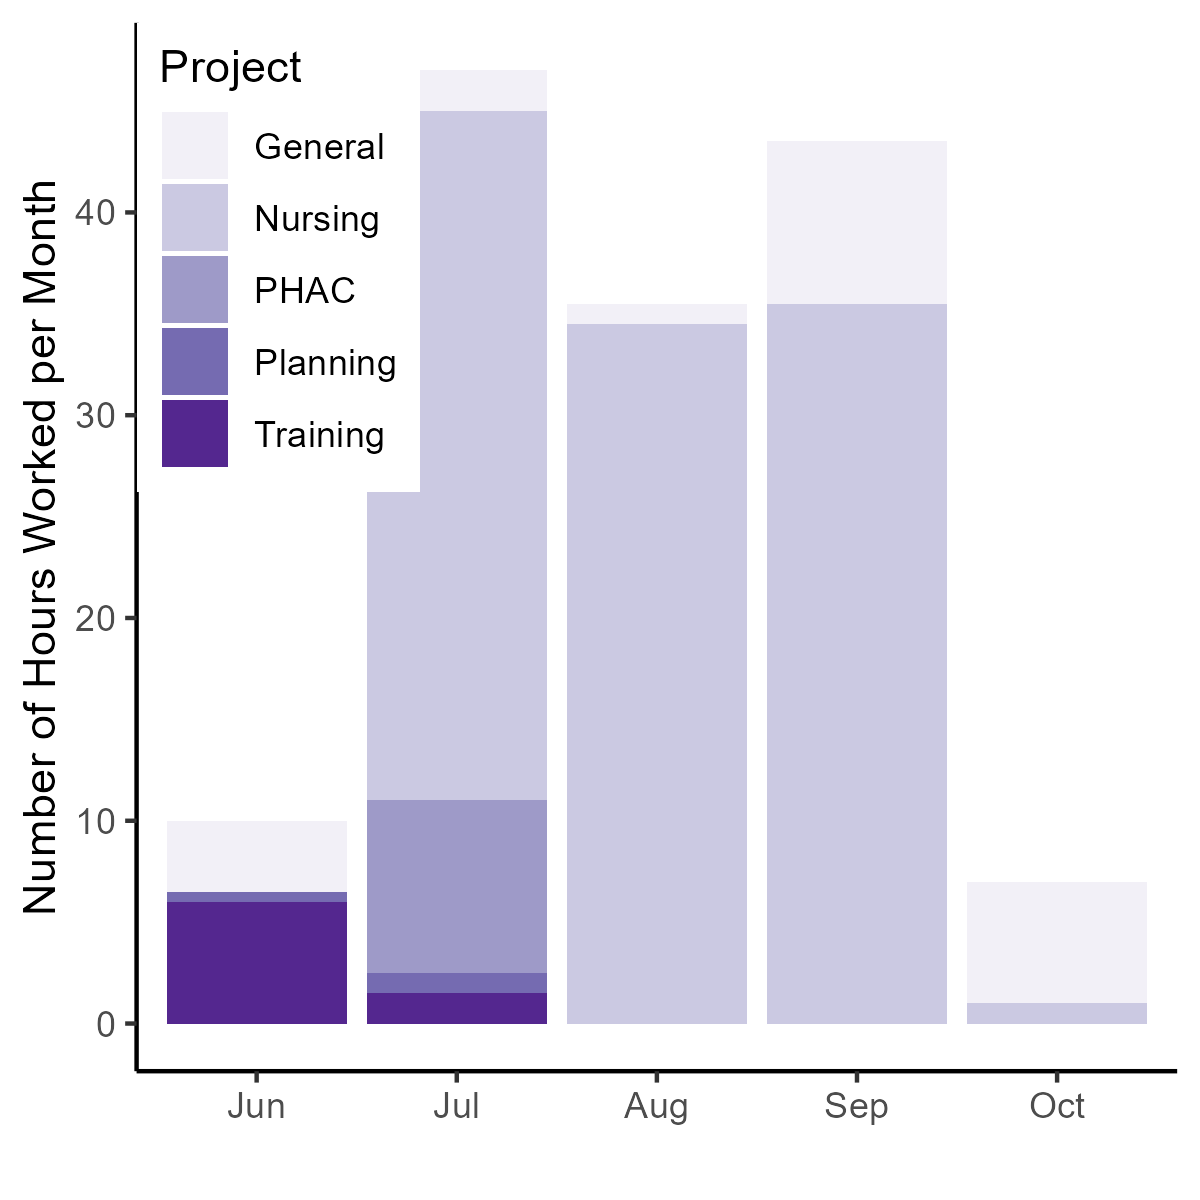 Project
General
Nursing
PHAC
Planning
Training
Number of Hours Worked per Month
40
30
20
10
0
Jun Jul Aug Sep Oct